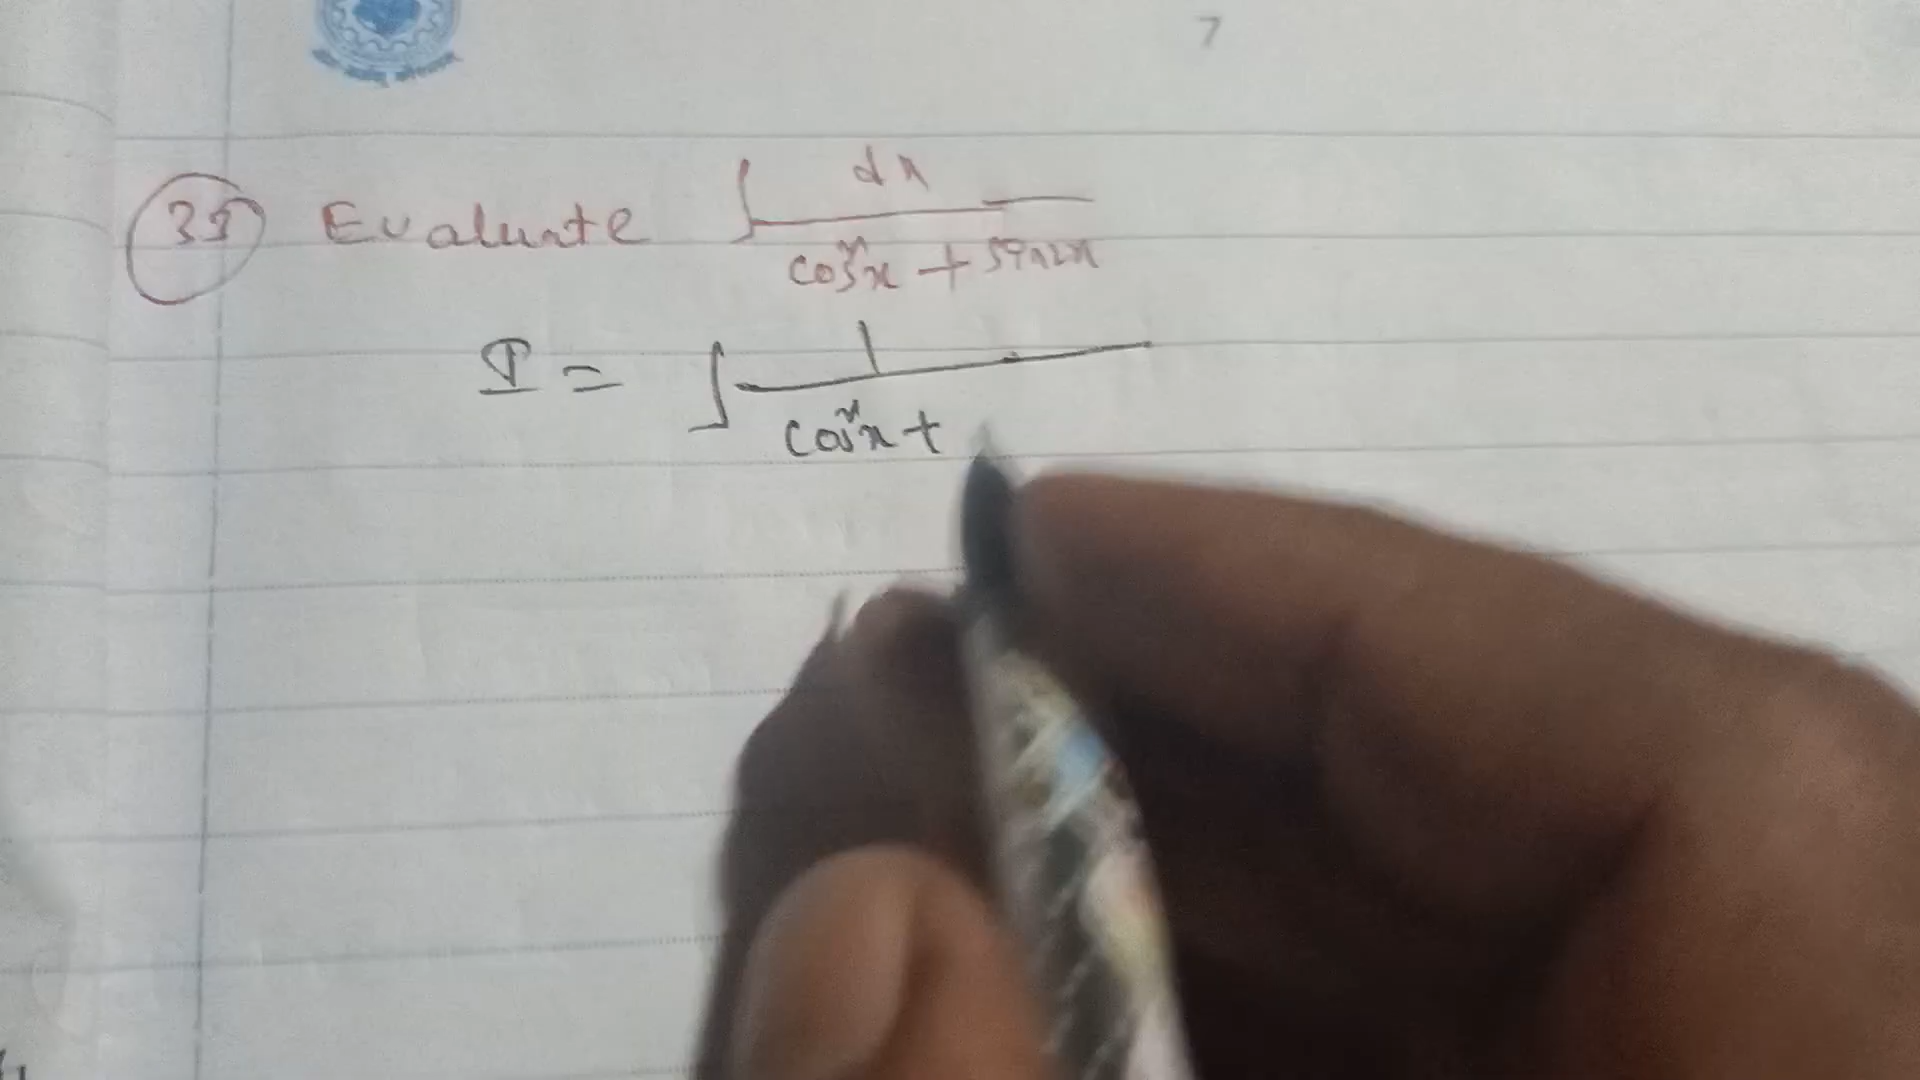 7
35 Evaluate ∫ dx / cos²x + sin2x
I = ∫ 1 / cos²x +